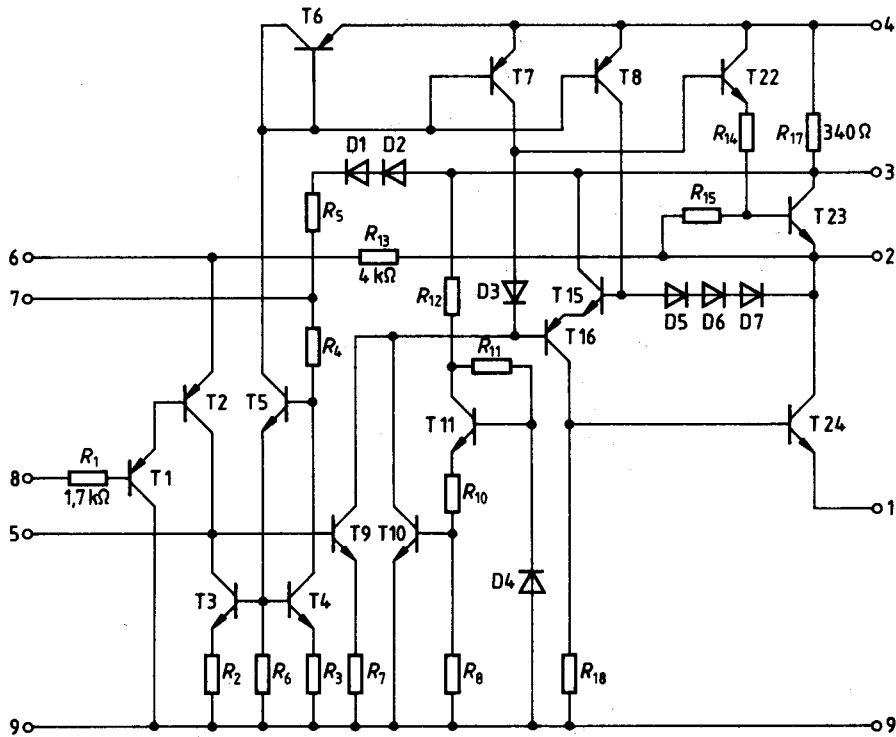 T6
4
T7
T8
T22
R14
R17
340 Ω
D1
D2
3
R15
R5
T23
R13
6
2
4 kΩ
7
R12
D3
T15
D5
D6
D7
T16
R4
R11
T2
T5
T11
T24
R1
8
T1
1,7 kΩ
R10
1
5
T9
T10
D4
T3
T4
R2
R6
R3
R7
R8
R18
9
9